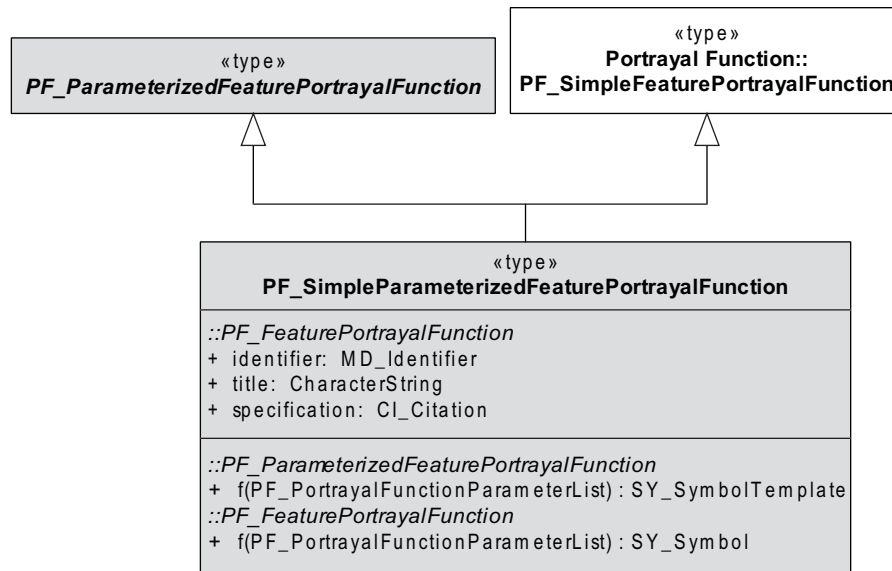 «type»
PF_ParameterizedFeaturePortrayalFunction
«type»
Portrayal Function::
PF_SimpleFeaturePortrayalFunction
«type»
PF_SimpleParameterizedFeaturePortrayalFunction
::PF_FeaturePortrayalFunction
+ identifier: MD_Identifier
+ title: CharacterString
+ specification: CI_Citation
::PF_ParameterizedFeaturePortrayalFunction
+ f(PF_PortrayalFunctionParameterList) : SY_SymbolTemplate
::PF_FeaturePortrayalFunction
+ f(PF_PortrayalFunctionParameterList) : SY_Symbol